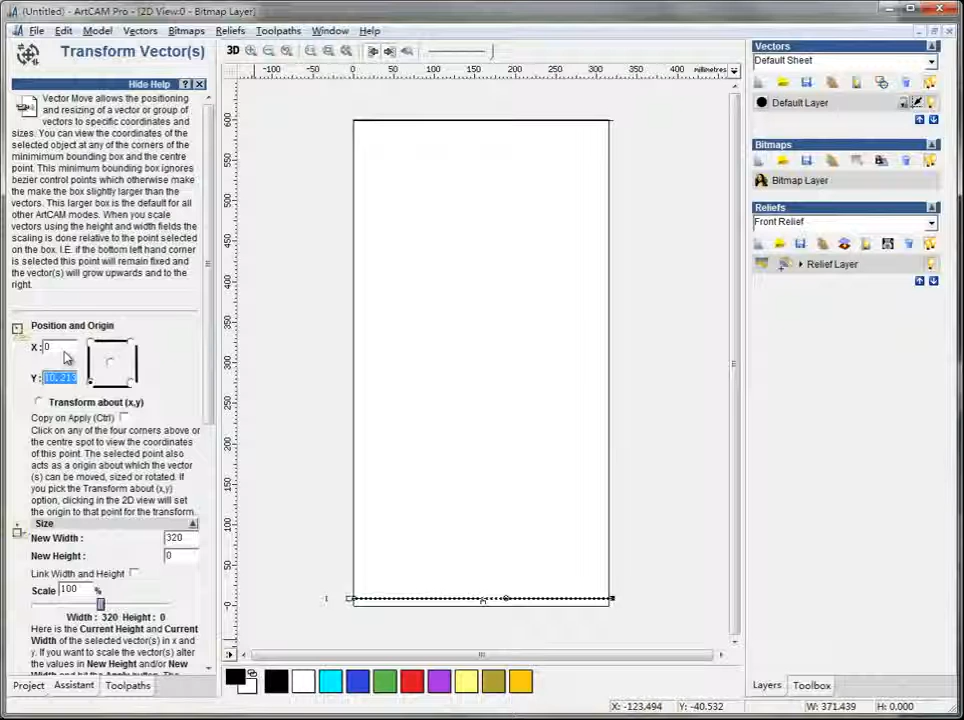 (Untitled) - ArtCAM Pro - [2D View:0 - Bitmap Layer]
File Edit Model Vectors Bitmaps Reliefs Toolpaths Window Help
Transform Vector(s)
3D
Hide Help ?
Vector Move allows the positioning
and resizing of a vector or group of
vectors to specific coordinates and
sizes. You can view the coordinates of the
selected object at any of the corners of the
minimimum bounding box and the centre
point. This minimum bounding box ignores
bezier control points which otherwise make
the make the box slightly larger than the
vectors. This larger box is the default for all
other ArtCAM modes. When you scale
vectors using the height and width fields the
scaling is done relative to the point selected
on the box. I.E. if the bottom left hand corner
is selected this point will remain fixed and
the vector(s) will grow upwards and to the
right.
Position and Origin
X: 0
Y: 10.213
Transform about (x,y)
Copy on Apply (Ctrl)
Click on any of the four corners above or
the centre spot to view the coordinates
of this point. The selected point also
acts as a origin about which the vector
(s) can be moved, sized or rotated. If
you pick the Transform about (x,y)
option, clicking in the 2D view will set
the origin to that point for the transform.
Size
New Width : 320
New Height : 0
Link Width and Height
Scale 100 %
Width : 320 Height : 0
Here is the Current Height and Current
Width of the selected vector(s) in x and
y. If you want to scale the vector(s) alter
the values in New Height and/or New
Project Assistant Toolpaths
-100 -50 0 50 100 150 200 250 300 350 400 millimetres
600
550
500
450
400
350
300
250
200
150
100
50
-0
Vectors
Default Sheet
Default Layer
Bitmaps
Bitmap Layer
Reliefs
Front Relief
Relief Layer
Layers Toolbox
X: -123.494 Y: -40.532 W: 371.439 H: 0.000